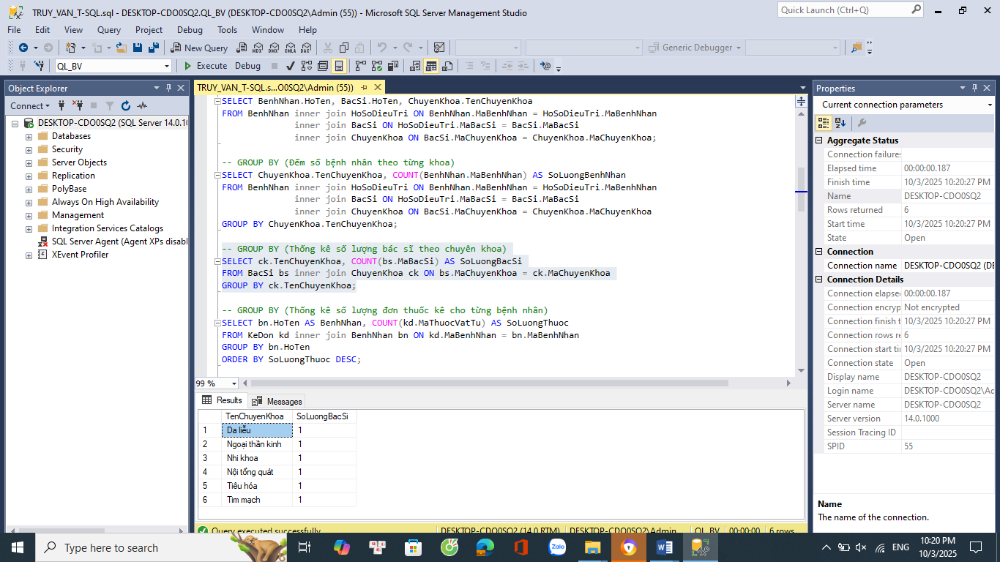 TRUY_VAN_T-SQL.sql - DESKTOP-CDO0SQ2.QL_BV (DESKTOP-CDO0SQ2\Admin (55)) - Microsoft SQL Server Management Studio
Quick Launch (Ctrl+Q)
File Edit View Query Project Debug Tools Window Help
New Query
MDX DMX XMLA DAX
Generic Debugger
QL_BV
Execute Debug
Object Explorer
Connect
DESKTOP-CDO0SQ2 (SQL Server 14.0.10
Databases
Security
Server Objects
Replication
PolyBase
Always On High Availability
Management
Integration Services Catalogs
SQL Server Agent (Agent XPs disabl
XEvent Profiler
TRUY_VAN_T-SQL.s...O0SQ2\Admin (55))
SELECT BenhNhan.HoTen, BacSi.HoTen, ChuyenKhoa.TenChuyenKhoa
FROM BenhNhan inner join HoSoDieuTri ON BenhNhan.MaBenhNhan = HoSoDieuTri.MaBenhNhan
inner join BacSi ON HoSoDieuTri.MaBacSi = BacSi.MaBacSi
inner join ChuyenKhoa ON BacSi.MaChuyenKhoa = ChuyenKhoa.MaChuyenKhoa;
-- GROUP BY (Đếm số bệnh nhân theo từng khoa)
SELECT ChuyenKhoa.TenChuyenKhoa, COUNT(BenhNhan.MaBenhNhan) AS SoLuongBenhNhan
FROM BenhNhan inner join HoSoDieuTri ON BenhNhan.MaBenhNhan = HoSoDieuTri.MaBenhNhan
inner join BacSi ON HoSoDieuTri.MaBacSi = BacSi.MaBacSi
inner join ChuyenKhoa ON BacSi.MaChuyenKhoa = ChuyenKhoa.MaChuyenKhoa
GROUP BY ChuyenKhoa.TenChuyenKhoa;
-- GROUP BY (Thống kê số lượng bác sĩ theo chuyên khoa)
SELECT ck.TenChuyenKhoa, COUNT(bs.MaBacSi) AS SoLuongBacSi
FROM BacSi bs inner join ChuyenKhoa ck ON bs.MaChuyenKhoa = ck.MaChuyenKhoa
GROUP BY ck.TenChuyenKhoa;
-- GROUP BY (Thống kê số lượng đơn thuốc kê cho từng bệnh nhân)
SELECT bn.HoTen AS BenhNhan, COUNT(kd.MaThuocVatTu) AS SoLuongThuoc
FROM KeDon kd inner join BenhNhan bn ON kd.MaBenhNhan = bn.MaBenhNhan
GROUP BY bn.HoTen
ORDER BY SoLuongThuoc DESC;
99 %
Results Messages
TenChuyenKhoa SoLuongBacSi
1 Da liễu 1
2 Ngoại thần kinh 1
3 Nhi khoa 1
4 Nội tổng quát 1
5 Tiêu hóa 1
6 Tim mạch 1
Query executed successfully. DESKTOP-CDO0SQ2 (14.0 RTM) DESKTOP-CDO0SQ2\Admin QL_BV 00:00:00 6 rows
Properties
Current connection parameters
Aggregate Status
Connection failures
Elapsed time 00:00:00.187
Finish time 10/3/2025 10:20:27 PM
Name DESKTOP-CDO0SQ2
Rows returned 6
Start time 10/3/2025 10:20:27 PM
State Open
Connection
Connection name DESKTOP-CDO0SQ2 (DE
Connection Details
Connection elapse 00:00:00.187
Connection encryp Not encrypted
Connection finish t 10/3/2025 10:20:27 PM
Connection rows re 6
Connection start ti 10/3/2025 10:20:27 PM
Connection state Open
Display name DESKTOP-CDO0SQ2
Login name DESKTOP-CDO0SQ2\Ad
Server name DESKTOP-CDO0SQ2
Server version 14.0.1000
Session Tracing ID
SPID 55
Name
The name of the connection.
Type here to search
Zalo
ENG
10:20 PM
10/3/2025